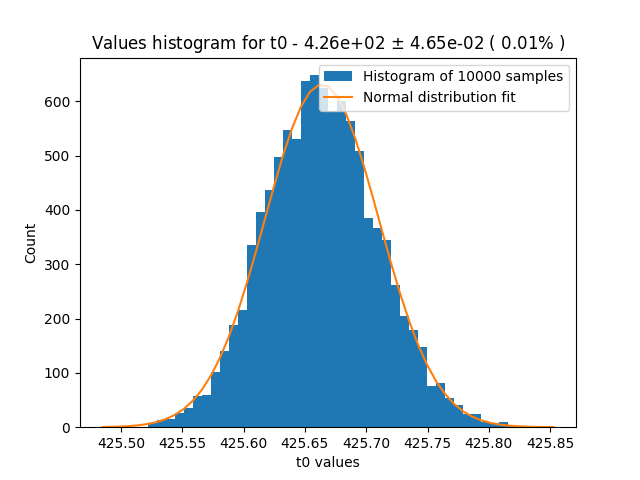 Values histogram for t0 - 4.26e+02 ± 4.65e-02 ( 0.01% )
Histogram of 10000 samples
Normal distribution fit
600
500
400
300
200
100
0
Count
425.50 425.55 425.60 425.65 425.70 425.75 425.80 425.85
t0 values